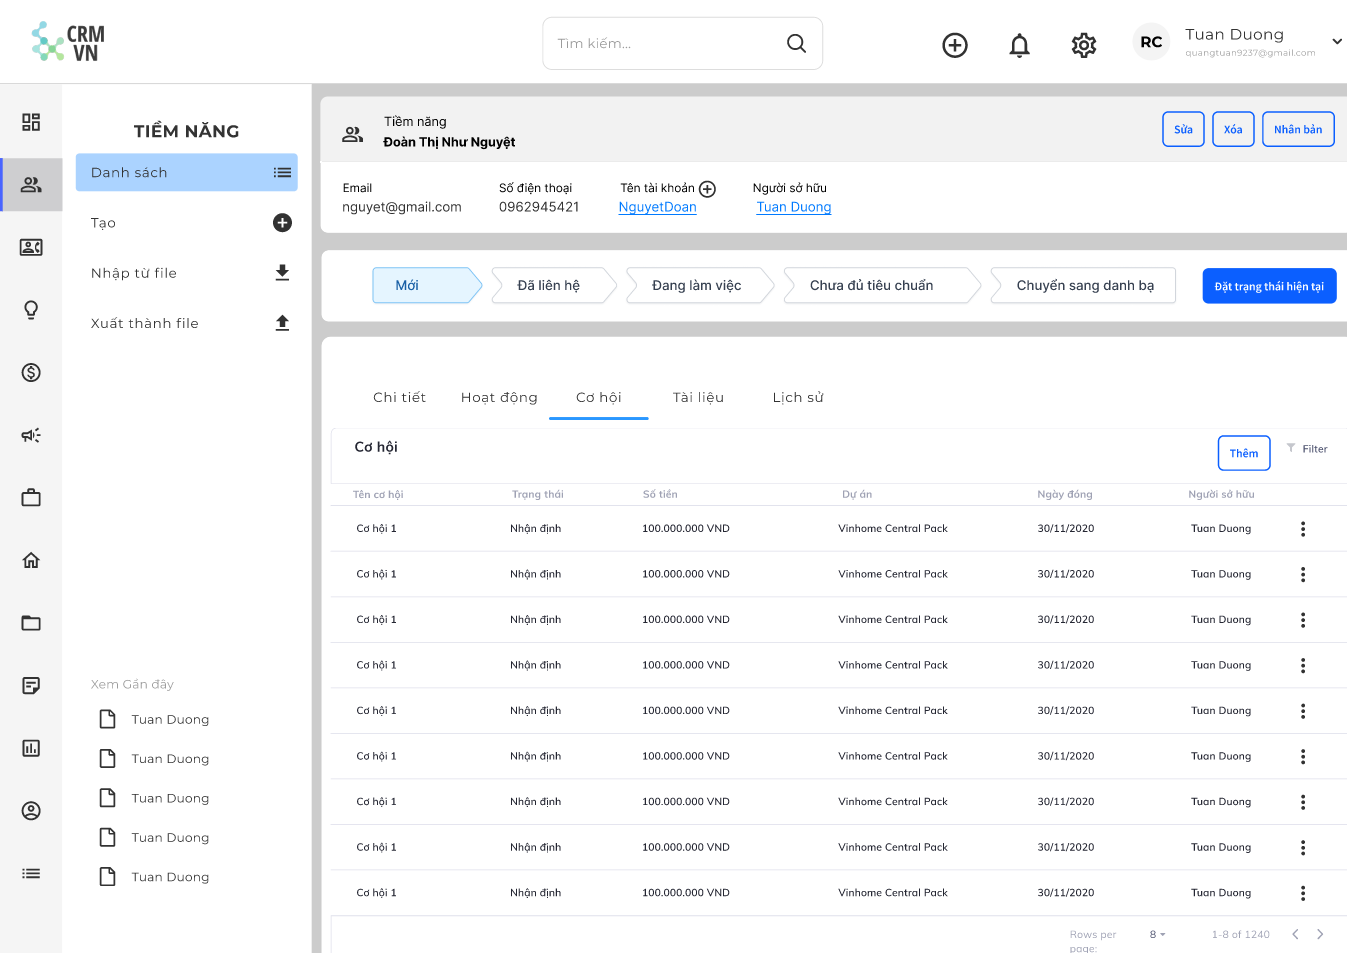 CRM
VN
Tìm kiếm...
RC
Tuan Duong
quangtuan9237@gmail.com
TIỀM NĂNG
Danh sách
Tạo
Nhập từ file
Xuất thành file
Xem Gần đây
Tuan Duong
Tuan Duong
Tuan Duong
Tuan Duong
Tuan Duong
Tiềm năng
Đoàn Thị Như Nguyệt
Sửa Xóa Nhân bản
Email Số điện thoại Tên tài khoản Người sở hữu
nguyet@gmail.com 0962945421 NguyetDoan Tuan Duong
Mới Đã liên hệ Đang làm việc Chưa đủ tiêu chuẩn Chuyển sang danh bạ Đặt trạng thái hiện tại
Chi tiết Hoạt động Cơ hội Tài liệu Lịch sử
Cơ hội Thêm Filter
Tên cơ hội Trạng thái Số tiền Dự án Ngày đóng Người sở hữu
Cơ hội 1 Nhận định 100.000.000 VND Vinhome Central Pack 30/11/2020 Tuan Duong
Cơ hội 1 Nhận định 100.000.000 VND Vinhome Central Pack 30/11/2020 Tuan Duong
Cơ hội 1 Nhận định 100.000.000 VND Vinhome Central Pack 30/11/2020 Tuan Duong
Cơ hội 1 Nhận định 100.000.000 VND Vinhome Central Pack 30/11/2020 Tuan Duong
Cơ hội 1 Nhận định 100.000.000 VND Vinhome Central Pack 30/11/2020 Tuan Duong
Cơ hội 1 Nhận định 100.000.000 VND Vinhome Central Pack 30/11/2020 Tuan Duong
Cơ hội 1 Nhận định 100.000.000 VND Vinhome Central Pack 30/11/2020 Tuan Duong
Cơ hội 1 Nhận định 100.000.000 VND Vinhome Central Pack 30/11/2020 Tuan Duong
Cơ hội 1 Nhận định 100.000.000 VND Vinhome Central Pack 30/11/2020 Tuan Duong
Rows per 8 1-8 of 1240
page: